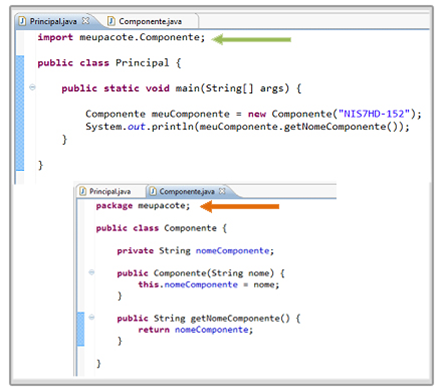 Principal.java Componente.java
import meupacote.Componente;
public class Principal {
public static void main(String[] args) {
Componente meuComponente = new Componente("NIS7HD-152");
System.out.println(meuComponente.getNomeComponente());
}
}
Principal.java Componente.java
package meupacote;
public class Componente {
private String nomeComponente;
public Componente(String nome) {
this.nomeComponente = nome;
}
public String getNomeComponente() {
return nomeComponente;
}
}